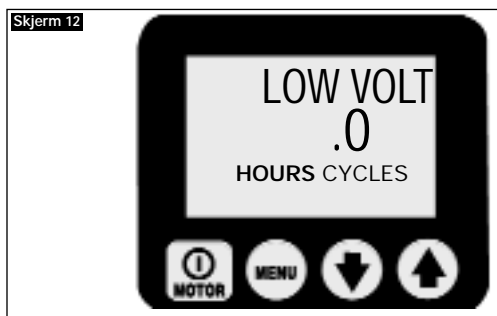 Skjerm 12
LOW VOLT
.0
HOURS CYCLES
MOTOR MENU